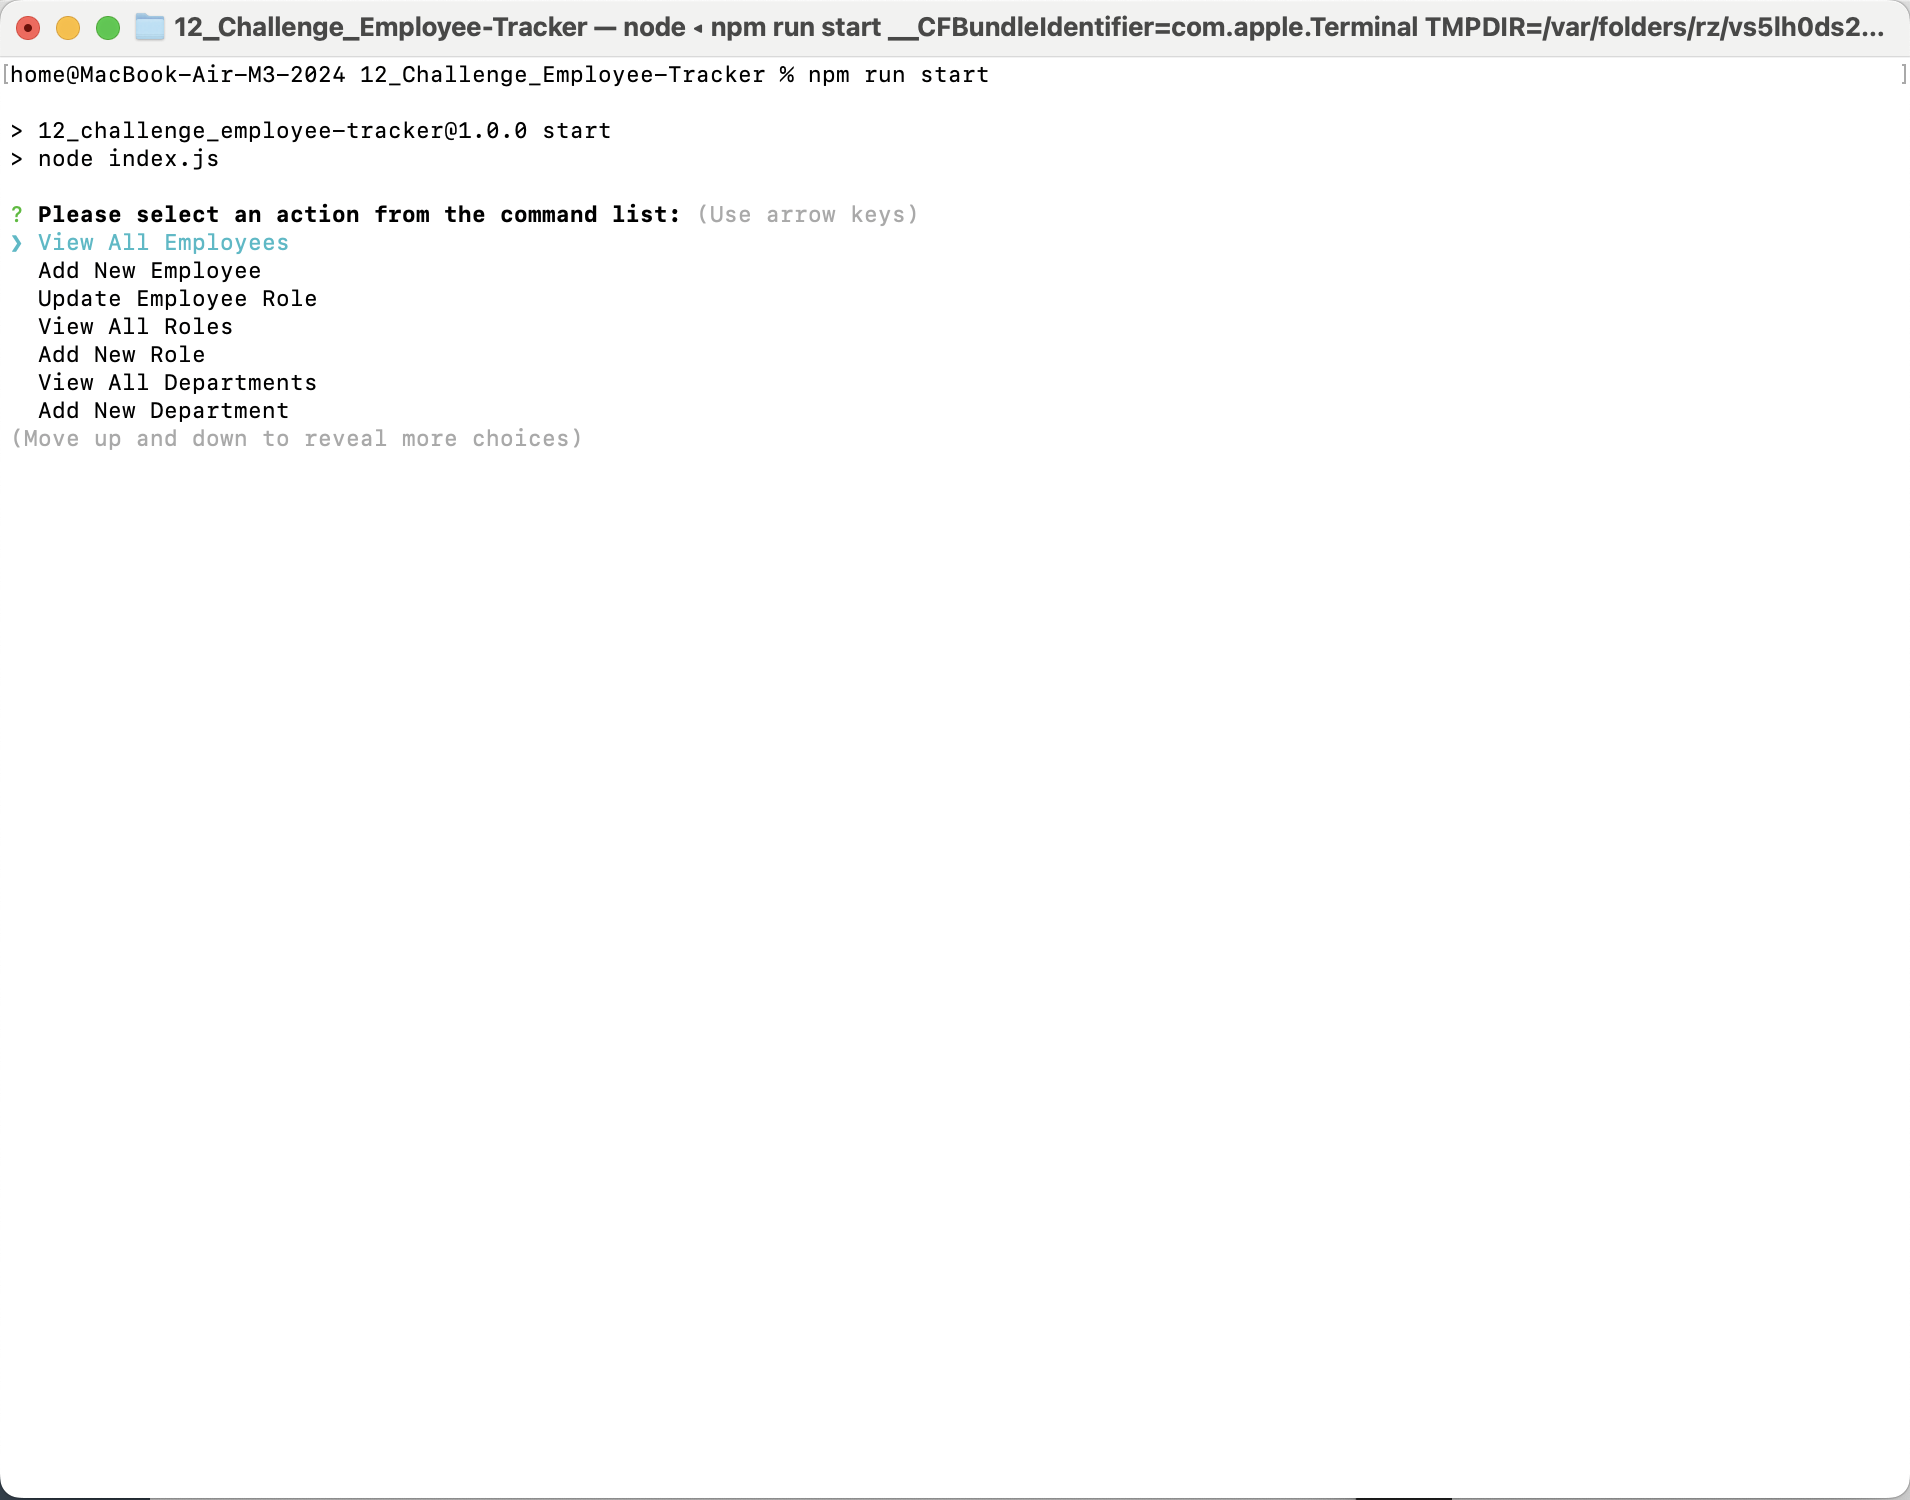 12_Challenge_Employee-Tracker — node ◂ npm run start __CFBundleIdentifier=com.apple.Terminal TMPDIR=/var/folders/rz/vs5lh0ds2...
[home@MacBook-Air-M3-2024 12_Challenge_Employee-Tracker % npm run start ]
> 12_challenge_employee-tracker@1.0.0 start
> node index.js
? Please select an action from the command list: (Use arrow keys)
❯ View All Employees
Add New Employee
Update Employee Role
View All Roles
Add New Role
View All Departments
Add New Department
(Move up and down to reveal more choices)